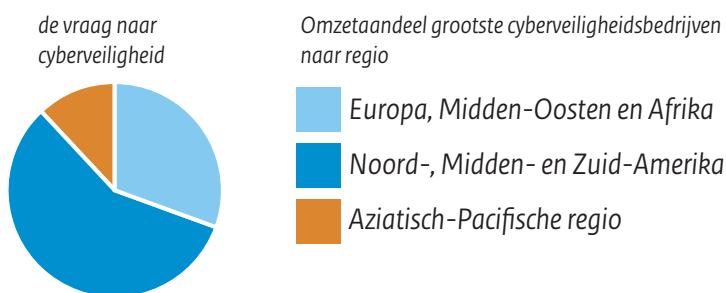 de vraag naar
cyberveiligheid
Omzetaandeel grootste cyberveiligheidsbedrijven
naar regio
Europa, Midden-Oosten en Afrika
Noord-, Midden- en Zuid-Amerika
Aziatisch-Pacifische regio